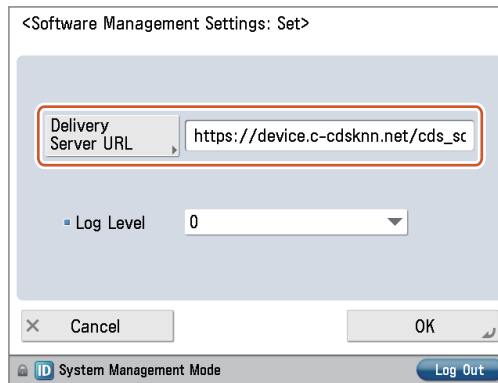 <Software Management Settings: Set>
Delivery
Server URL
https://device.c-cdsknn.net/cds_sc
Log Level
0
Cancel
OK
ID System Management Mode
Log Out